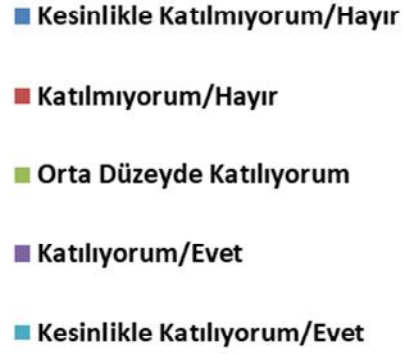 Kesinlikle Katılmıyorum/Hayır
Katılmıyorum/Hayır
Orta Düzeyde Katılıyorum
Katılıyorum/Evet
Kesinlikle Katılıyorum/Evet